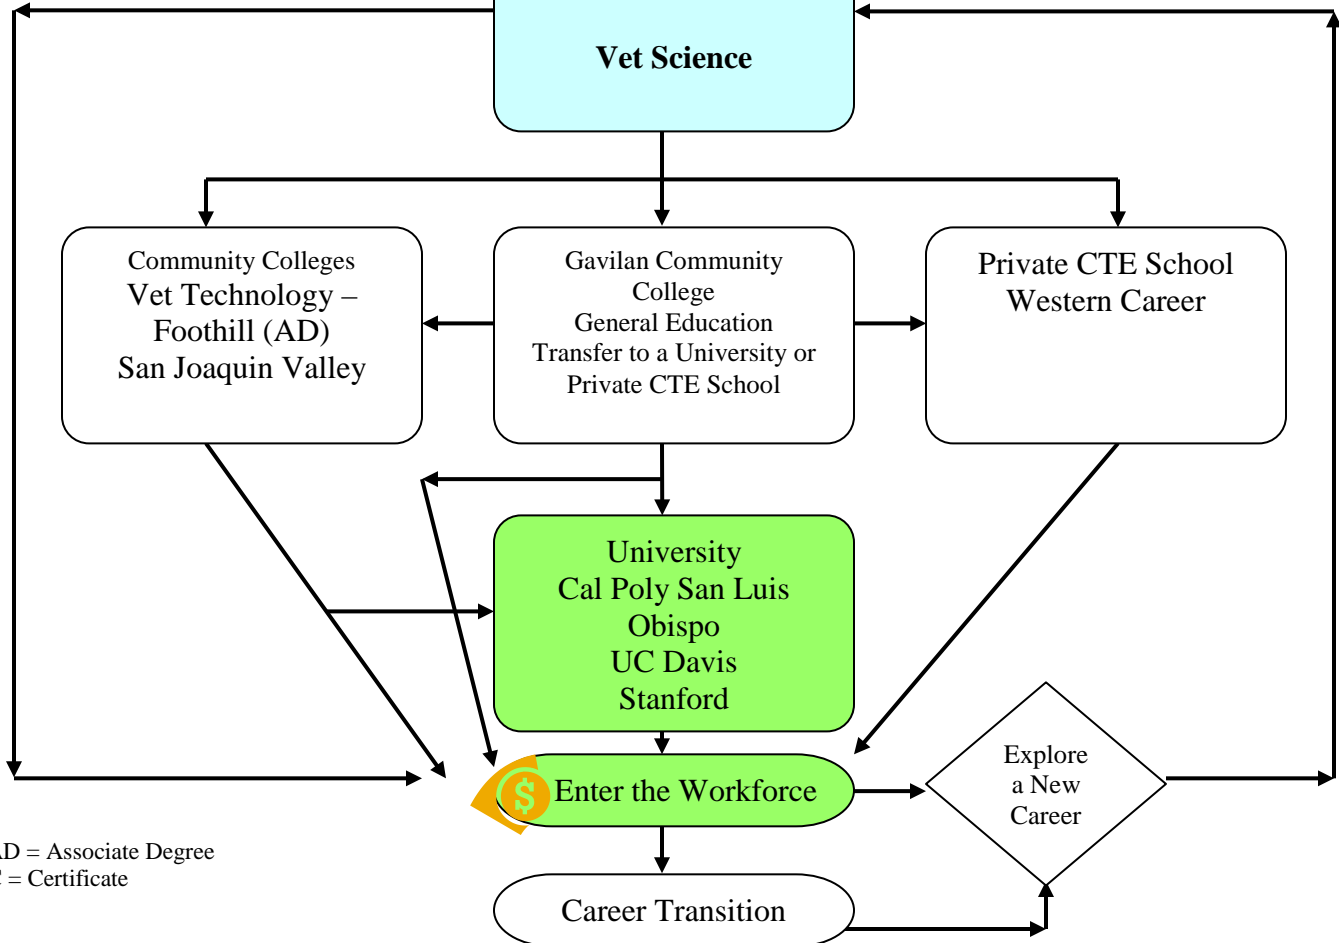 Vet Science
Community Colleges
Vet Technology –
Foothill (AD)
San Joaquin Valley
Gavilan Community
College
General Education
Transfer to a University or
Private CTE School
Private CTE School
Western Career
University
Cal Poly San Luis
Obispo
UC Davis
Stanford
Explore
a New
Career
$ Enter the Workforce
AD = Associate Degree
C = Certificate
Career Transition